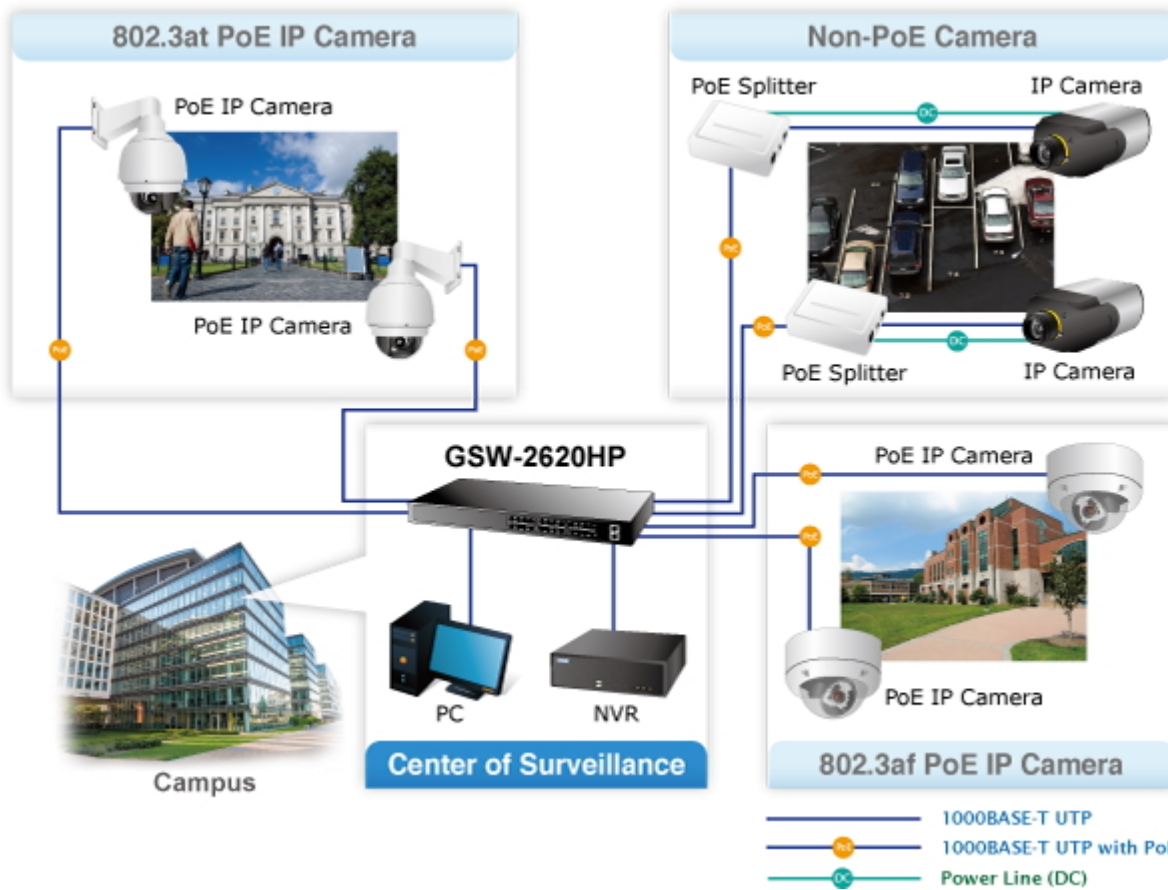 802.3at PoE IP Camera
PoE IP Camera
PoE IP Camera
PoE
PoE
Non-PoE Camera
PoE Splitter
IP Camera
DC
PoE
PoE
DC
PoE Splitter
IP Camera
GSW-2620HP
PC
NVR
Center of Surveillance
Campus
PoE IP Camera
PoE
PoE
PoE IP Camera
802.3af PoE IP Camera
1000BASE-T UTP
PoE
1000BASE-T UTP with Po
DC
Power Line (DC)